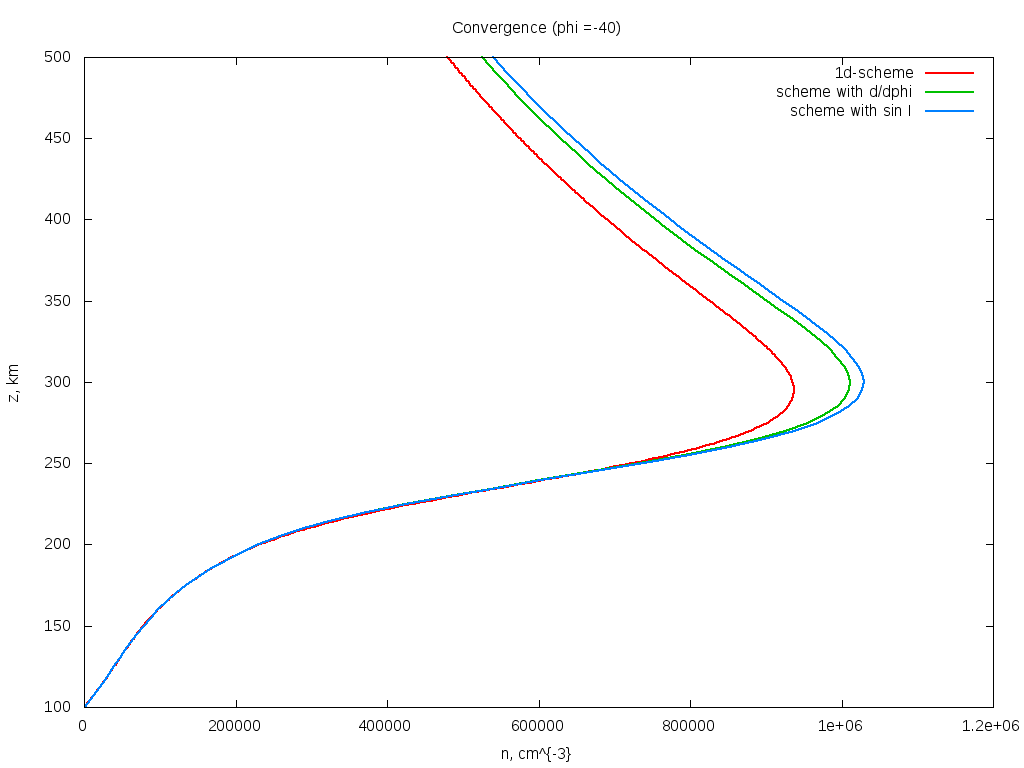 Convergence (phi =-40)
1d-scheme
scheme with d/dphi
scheme with sin I
500
450
400
350
300
250
200
150
100
z, km
0 200000 400000 600000 800000 1e+06 1.2e+06
n, cm^{-3}